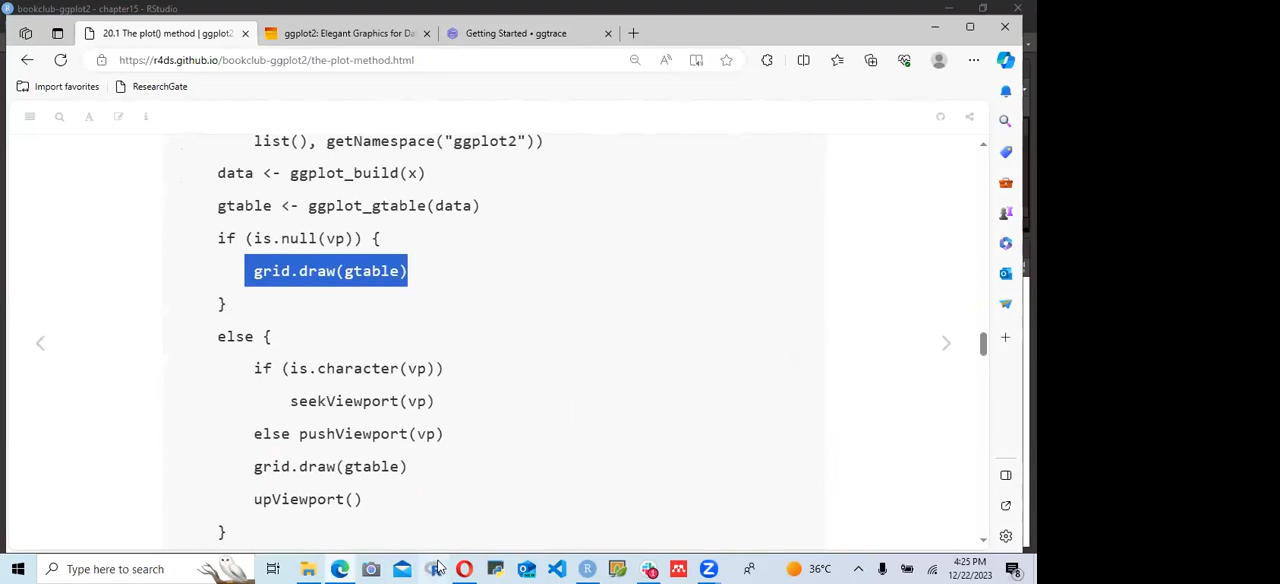 bookclub-ggplot2 - chapter15 - RStudio
20.1 The plot() method | ggplot2
ggplot2: Elegant Graphics for Da
Getting Started • ggtrace
https://r4ds.github.io/bookclub-ggplot2/the-plot-method.html
Import favorites
ResearchGate
list(), getNamespace("ggplot2"))
data <- ggplot_build(x)
gtable <- ggplot_gtable(data)
if (is.null(vp)) {
grid.draw(gtable)
}
else {
if (is.character(vp))
seekViewport(vp)
else pushViewport(vp)
grid.draw(gtable)
upViewport()
}
Type here to search
36°C
4:25 PM
12/22/2023
8